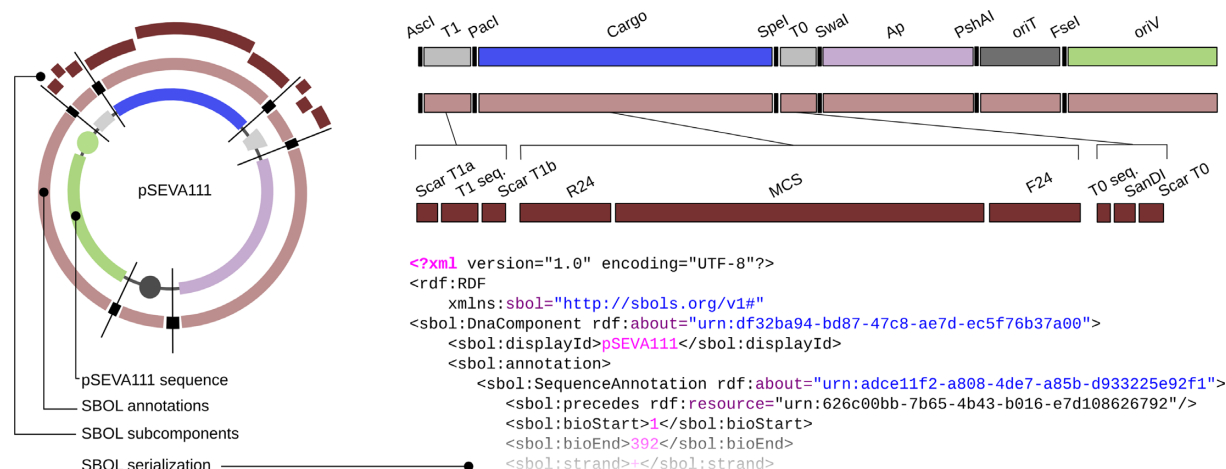 AscI T1 PacI Cargo SpeI T0 SwaI Ap PshAI oriT FseI oriV
pSEVA111
Scar T1a T1 seq. Scar T1b R24 MCS F24 T0 seq. SanDI Scar T0
pSEVA111 sequence
SBOL annotations
SBOL subcomponents
SBOL serialization
<?xml version="1.0" encoding="UTF-8"?>
<rdf:RDF
xmlns:sbol="http://sbols.org/v1#"
<sbol:DnaComponent rdf:about="urn:df32ba94-bd87-47c8-ae7d-ec5f76b37a00">
<sbol:displayId>pSEVA111</sbol:displayId>
<sbol:annotation>
<sbol:SequenceAnnotation rdf:about="urn:adce11f2-a808-4de7-a85b-d933225e92f1">
<sbol:precedes rdf:resource="urn:626c00bb-7b65-4b43-b016-e7d108626792"/>
<sbol:bioStart>1</sbol:bioStart>
<sbol:bioEnd>392</sbol:bioEnd>
<sbol:strand>+</sbol:strand>